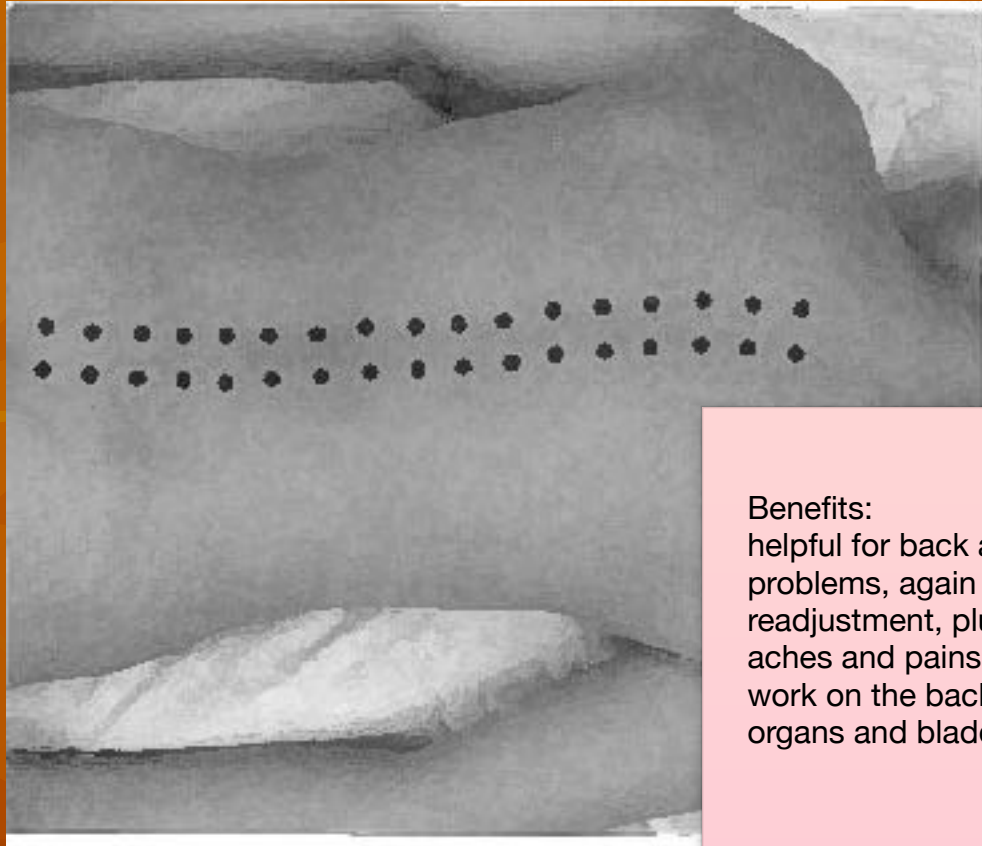 Benefits:
helpful for back
problems, again
readjustment,
aches and pains
work on the
organs and